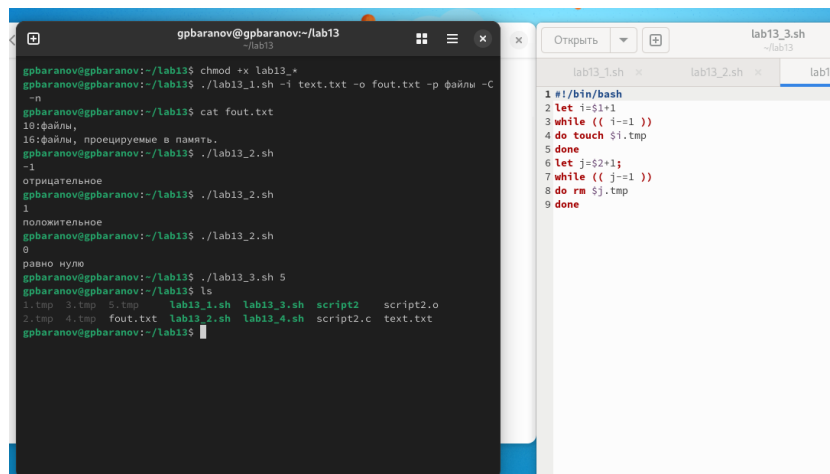 gpbaranov@gpbaranov:~/lab13
~/lab13
gpbaranov@gpbaranov:~/lab13$ chmod +x lab13_*
gpbaranov@gpbaranov:~/lab13$ ./lab13_1.sh -i text.txt -o fout.txt -p файлы -C
-n
gpbaranov@gpbaranov:~/lab13$ cat fout.txt
10:файлы,
16:файлы, проецируемые в память.
gpbaranov@gpbaranov:~/lab13$ ./lab13_2.sh
-1
отрицательное
gpbaranov@gpbaranov:~/lab13$ ./lab13_2.sh
1
положительное
gpbaranov@gpbaranov:~/lab13$ ./lab13_2.sh
0
равно нулю
gpbaranov@gpbaranov:~/lab13$ ./lab13_3.sh 5
gpbaranov@gpbaranov:~/lab13$ ls
1.tmp 3.tmp 5.tmp lab13_1.sh lab13_3.sh script2 script2.o
2.tmp 4.tmp fout.txt lab13_2.sh lab13_4.sh script2.c text.txt
gpbaranov@gpbaranov:~/lab13$
Открыть
lab13_3.sh
~/lab13
lab13_1.sh
lab13_2.sh
lab1
1 #!/bin/bash
2 let i=$1+1
3 while (( i-=1 ))
4 do touch $i.tmp
5 done
6 let j=$2+1;
7 while (( j-=1 ))
8 do rm $j.tmp
9 done